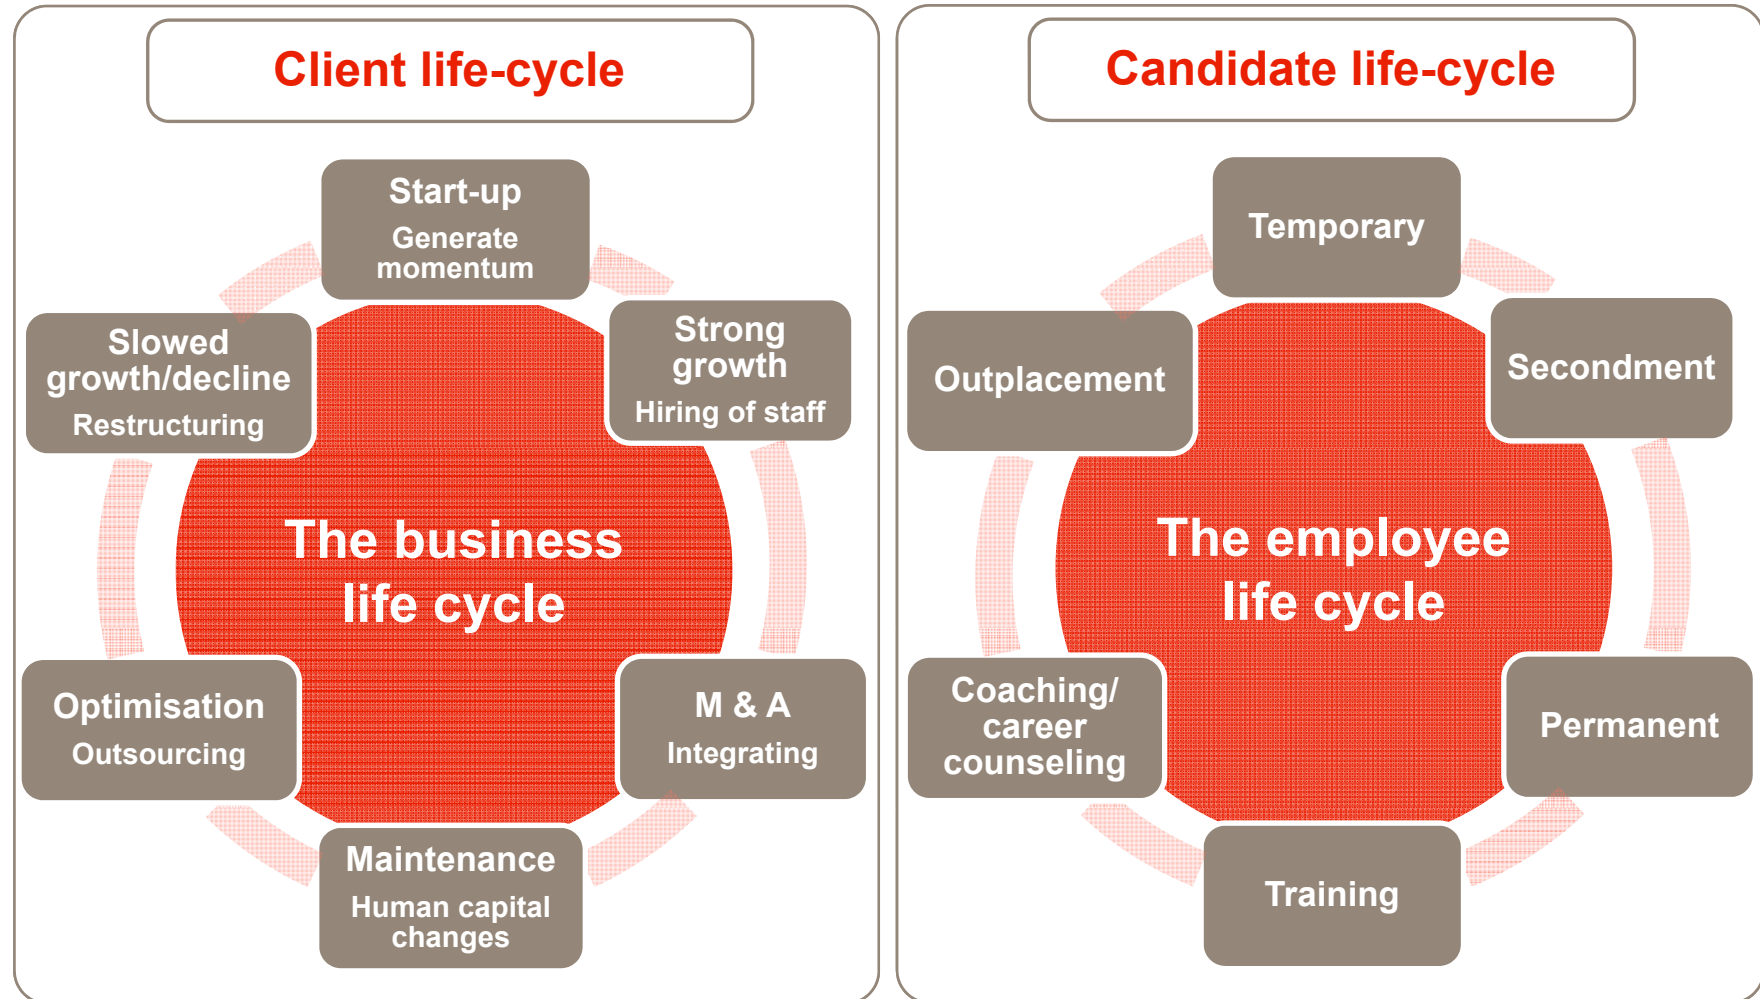 Client life-cycle
Start-up
Generate
momentum
Strong
growth
Hiring of staff
M & A
Integrating
Maintenance
Human capital
changes
Optimisation
Outsourcing
Slowed
growth/decline
Restructuring
The business
life cycle
Candidate life-cycle
Temporary
Secondment
Permanent
Training
Coaching/
career
counseling
Outplacement
The employee
life cycle